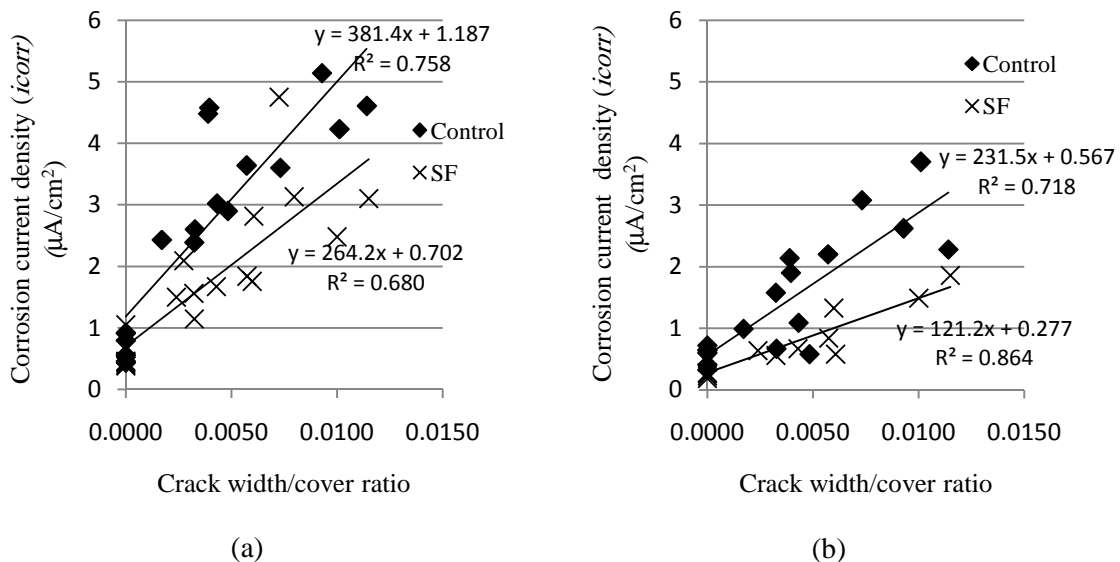 6
5
4
3
2
1
0
0.0000 0.0050 0.0100 0.0150
Corrosion current density (icorr)
(µA/cm²)
Crack width/cover ratio
y = 381.4x + 1.187
R² = 0.758
y = 264.2x + 0.702
R² = 0.680
Control
SF
(a)
6
5
4
3
2
1
0
0.0000 0.0050 0.0100 0.0150
Corrosion current density (icorr)
(µA/cm²)
Crack width/cover ratio
Control
SF
y = 231.5x + 0.567
R² = 0.718
y = 121.2x + 0.277
R² = 0.864
(b)